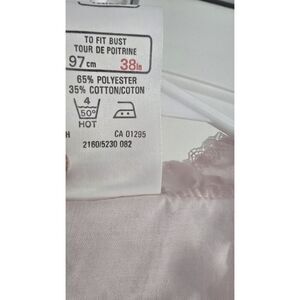 TO FIT BUST
TOUR DE POITRINE
97cm 38in
65% POLYESTER
35% COTTON/COTON
4
50°
HOT
H CA 01295
2160/5230 082